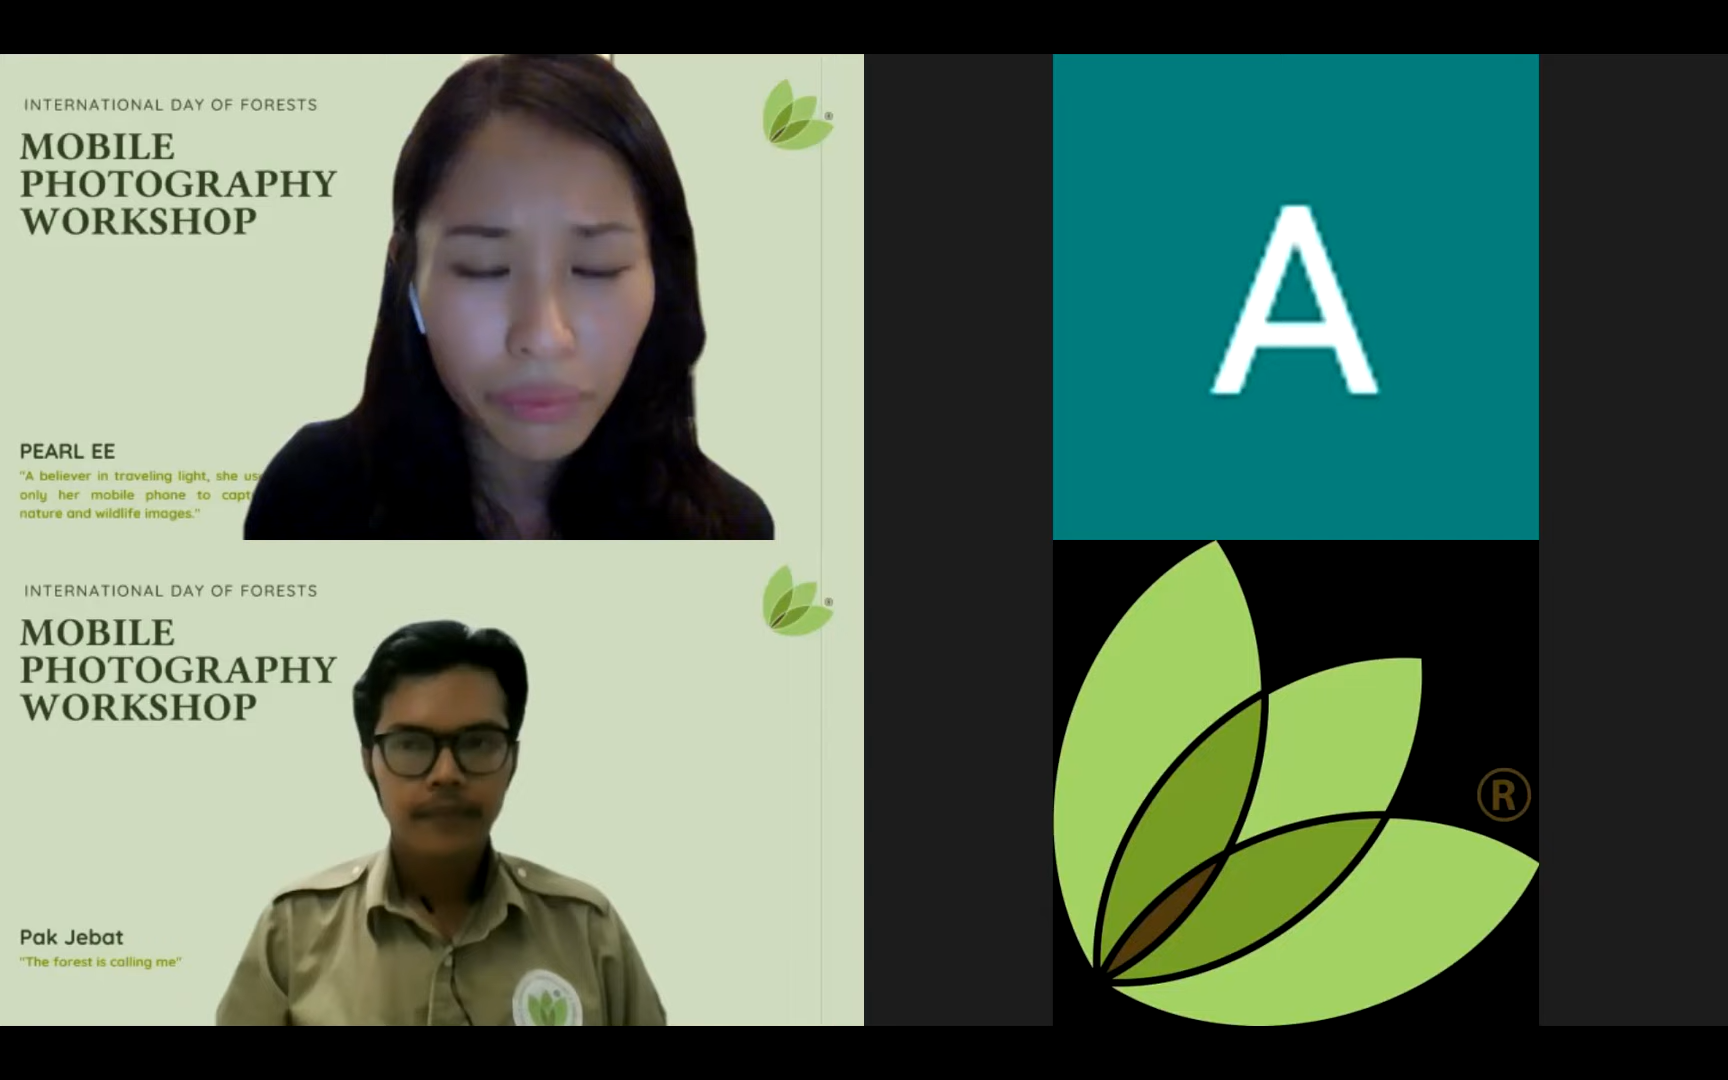 INTERNATIONAL DAY OF FORESTS
MOBILE
PHOTOGRAPHY
WORKSHOP
®
PEARL EE
"A believer in traveling light, she us
only her mobile phone to capt
nature and wildlife images."
A
INTERNATIONAL DAY OF FORESTS
MOBILE
PHOTOGRAPHY
WORKSHOP
®
Pak Jebat
"The forest is calling me"
®